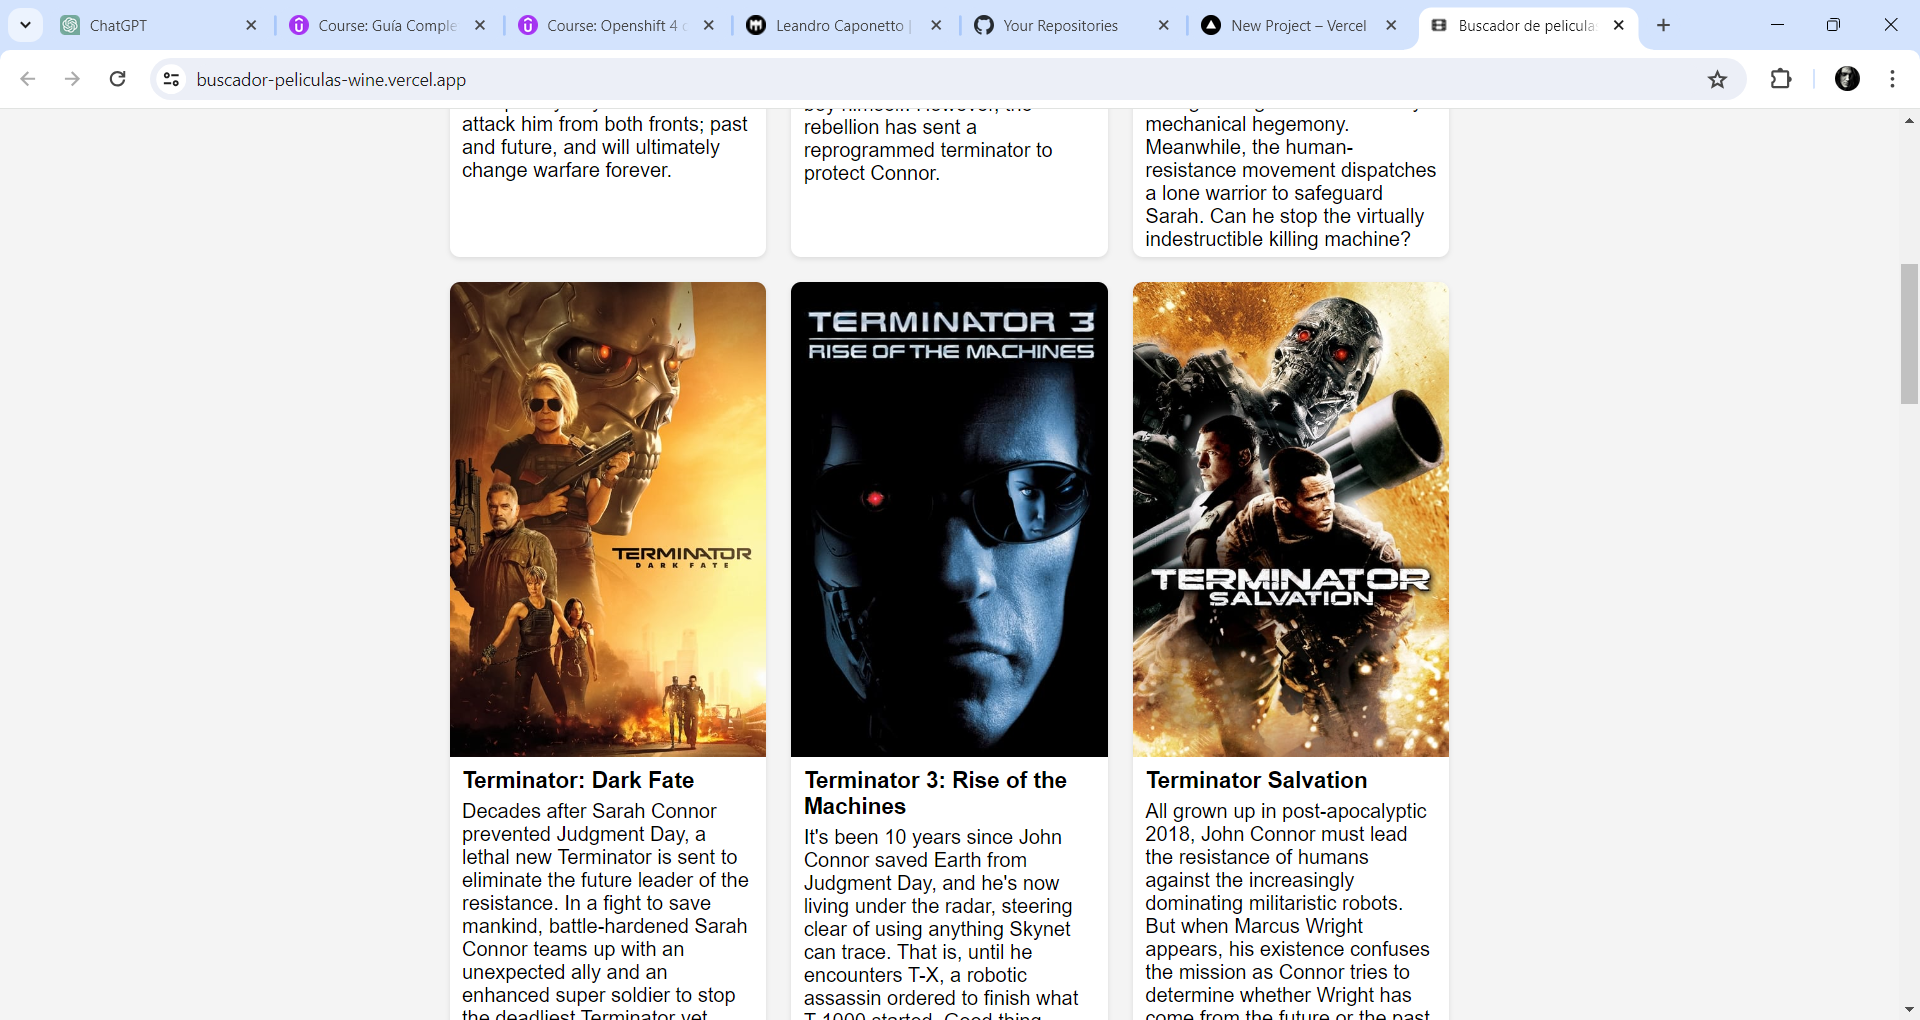 ChatGPT
Course: Guía Comple
Course: Openshift 4
Leandro Caponetto |
Your Repositories
New Project – Vercel
Buscador de pelicula
buscador-peliculas-wine.vercel.app
attack him from both fronts; past
and future, and will ultimately
change warfare forever.
rebellion has sent a
reprogrammed terminator to
protect Connor.
mechanical hegemony.
Meanwhile, the human-
resistance movement dispatches
a lone warrior to safeguard
Sarah. Can he stop the virtually
indestructible killing machine?
TERMINATOR
DARK FATE
TERMINATOR 3
RISE OF THE MACHINES
TERMINATOR
SALVATION
Terminator: Dark Fate
Decades after Sarah Connor
prevented Judgment Day, a
lethal new Terminator is sent to
eliminate the future leader of the
resistance. In a fight to save
mankind, battle-hardened Sarah
Connor teams up with an
unexpected ally and an
enhanced super soldier to stop
the deadliest Terminator yet.
Terminator 3: Rise of the
Machines
It's been 10 years since John
Connor saved Earth from
Judgment Day, and he's now
living under the radar, steering
clear of using anything Skynet
can trace. That is, until he
encounters T-X, a robotic
assassin ordered to finish what
T-1000 started. Good thing
Terminator Salvation
All grown up in post-apocalyptic
2018, John Connor must lead
the resistance of humans
against the increasingly
dominating militaristic robots.
But when Marcus Wright
appears, his existence confuses
the mission as Connor tries to
determine whether Wright has
come from the future or the past